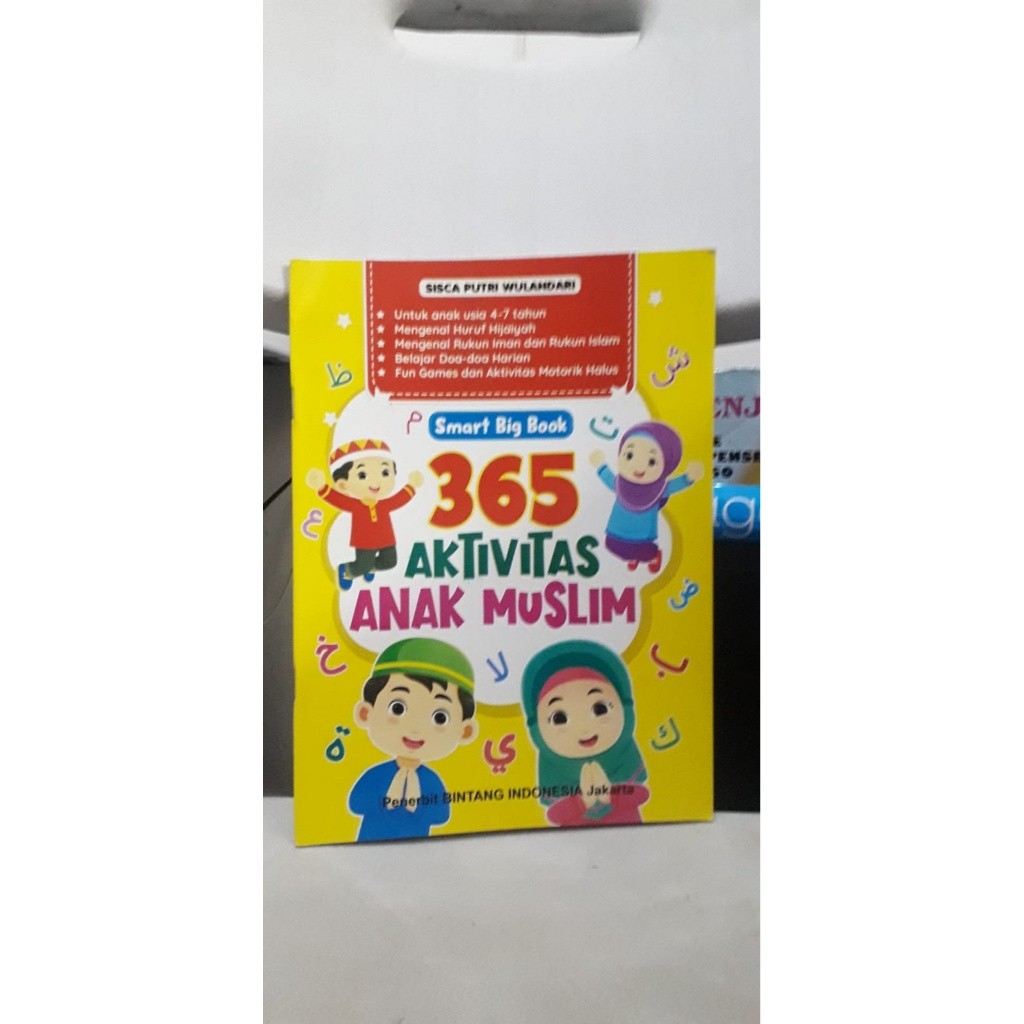 SISCA PUTRI WULANDARI
★ Untuk anak usia 4-7 tahun
★ Mengenal Huruf Hijaiyah
★ Mengenal Rukun Iman dan Rukun Islam
★ Belajar Doa-doa Harian
★ Fun Games dan Aktivitas Motorik Halus
ظ
ش
م
Smart Big Book
ت
365
ع
AKTIVITAS
ANAK MUSLIM
ض
خ
لا
ب
ة
ي
ك
Penerbit BINTANG INDONESIA Jakarta